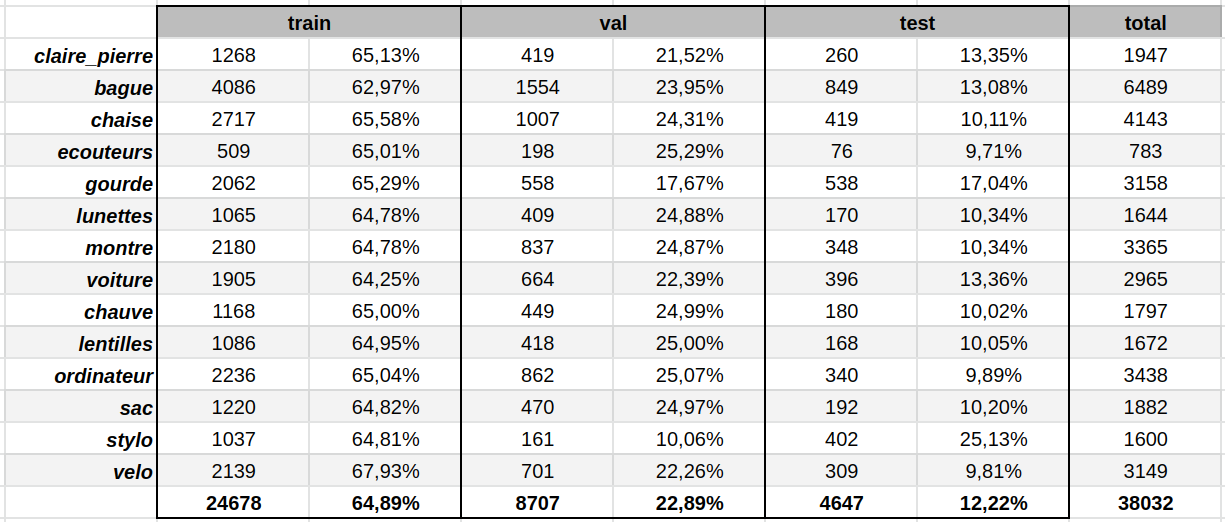 train val test total
claire_pierre 1268 65,13% 419 21,52% 260 13,35% 1947
bague 4086 62,97% 1554 23,95% 849 13,08% 6489
chaise 2717 65,58% 1007 24,31% 419 10,11% 4143
ecouteurs 509 65,01% 198 25,29% 76 9,71% 783
gourde 2062 65,29% 558 17,67% 538 17,04% 3158
lunettes 1065 64,78% 409 24,88% 170 10,34% 1644
montre 2180 64,78% 837 24,87% 348 10,34% 3365
voiture 1905 64,25% 664 22,39% 396 13,36% 2965
chauve 1168 65,00% 449 24,99% 180 10,02% 1797
lentilles 1086 64,95% 418 25,00% 168 10,05% 1672
ordinateur 2236 65,04% 862 25,07% 340 9,89% 3438
sac 1220 64,82% 470 24,97% 192 10,20% 1882
stylo 1037 64,81% 161 10,06% 402 25,13% 1600
velo 2139 67,93% 701 22,26% 309 9,81% 3149
24678 64,89% 8707 22,89% 4647 12,22% 38032